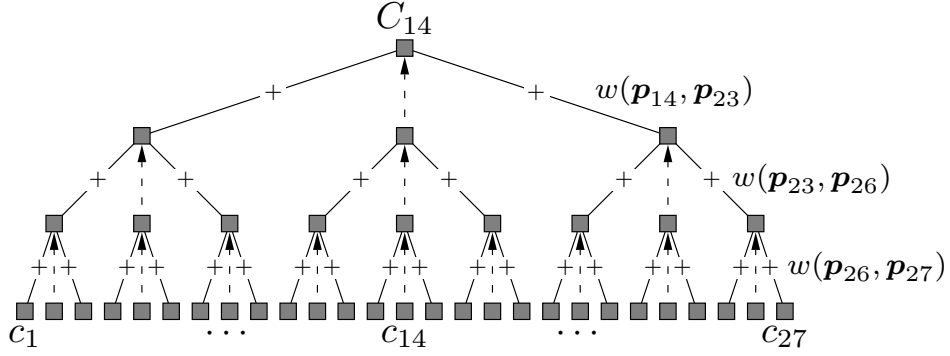 C₁₄
+ + w(𝒑₁₄, 𝒑₂₃)
+ + + + + + w(𝒑₂₃, 𝒑₂₆)
+ + + + + + + + + + + + + + + + + + w(𝒑₂₆, 𝒑₂₇)
c₁ ··· c₁₄ ··· c₂₇